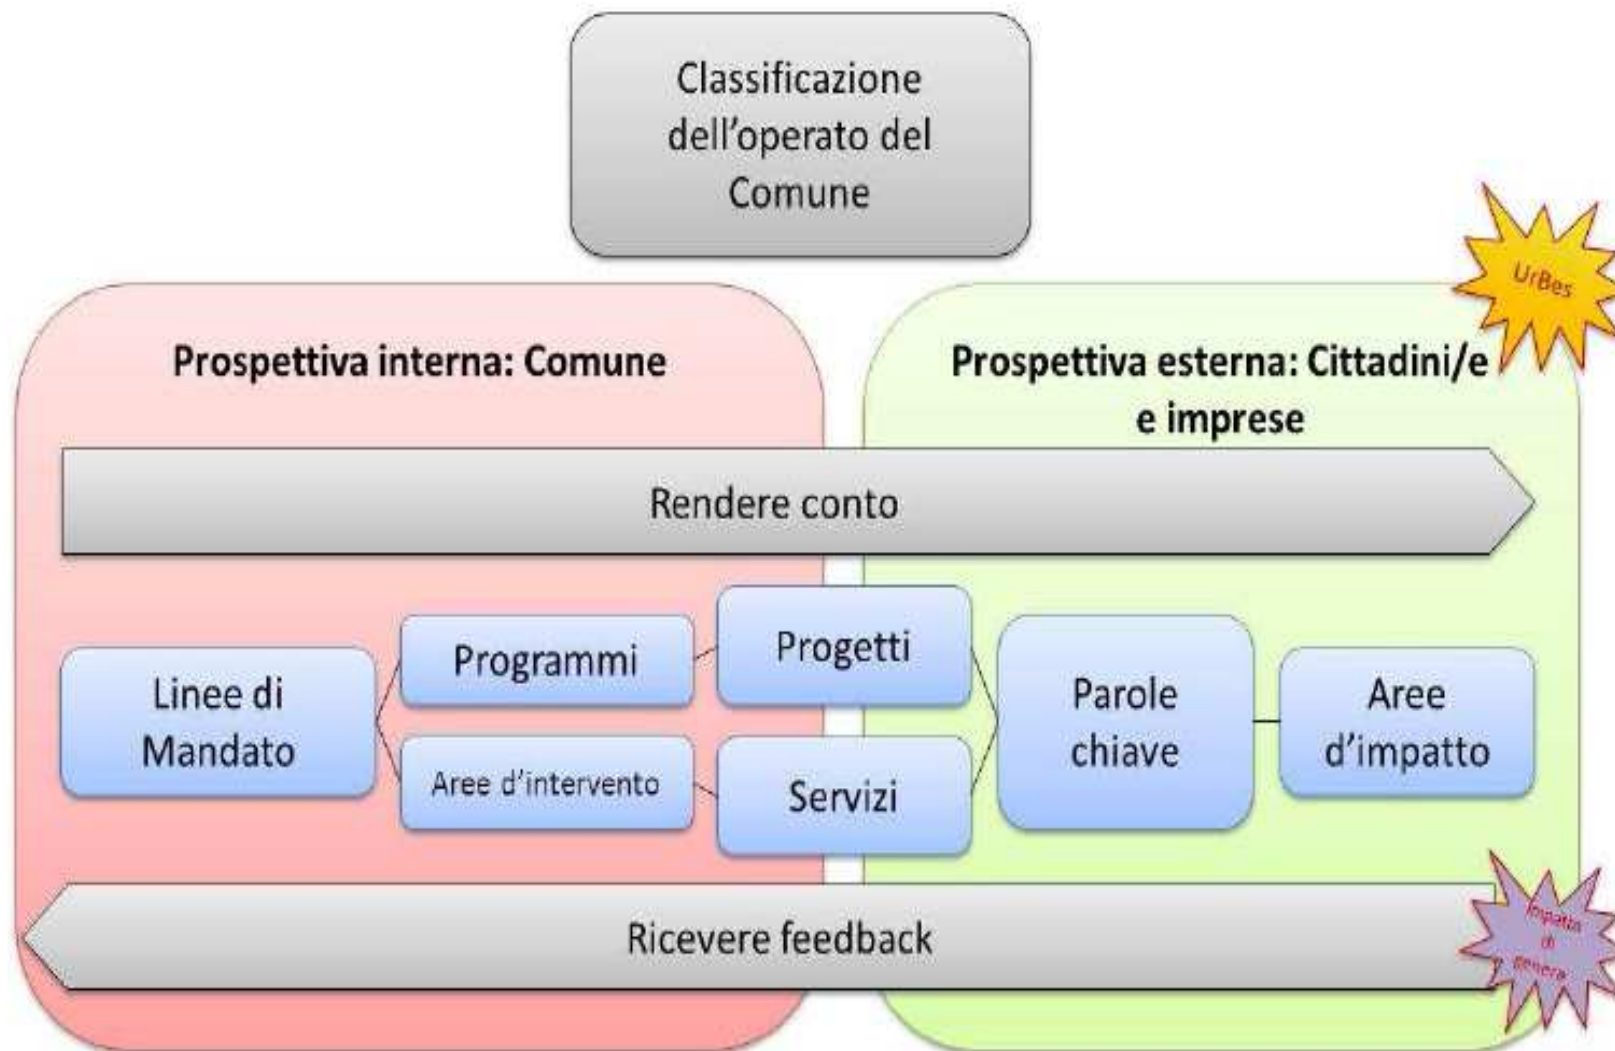 Classificazione
dell'operato del
Comune
UrBes
Prospettiva interna: Comune
Prospettiva esterna: Cittadini/e
e imprese
Rendere conto
Linee di
Mandato
Programmi
Aree d'intervento
Progetti
Servizi
Parole
chiave
Aree
d'impatto
Ricevere feedback
Impatto
di
genere